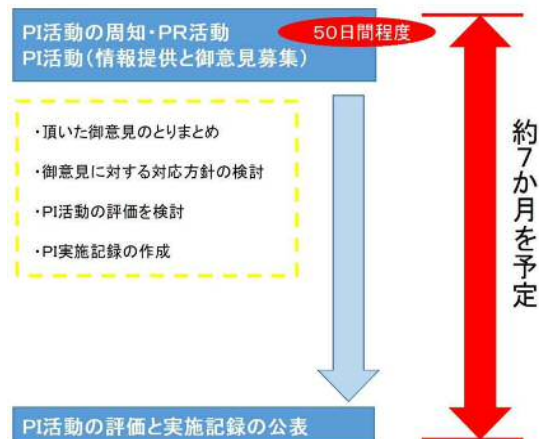 PI活動の周知・PR活動
50日間程度
PI活動(情報提供と御意見募集)
・頂いた御意見のとりまとめ
・御意見に対する対応方針の検討
・PI活動の評価を検討
・PI実施記録の作成
約7か月を予定
PI活動の評価と実施記録の公表